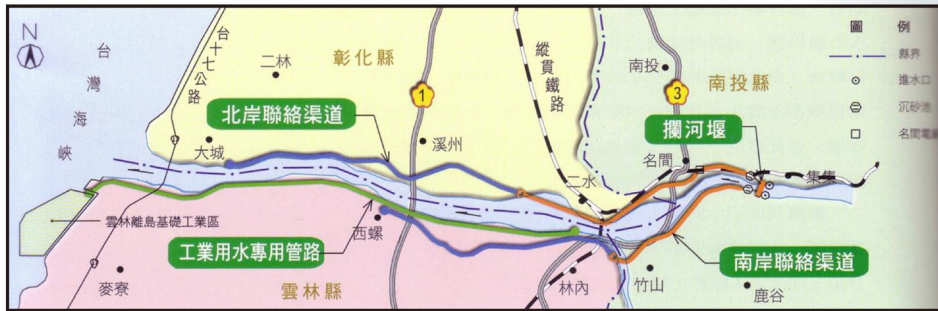 N
台灣海峽
台十七公路
二林
彰化縣
1
縱貫鐵路
南投
3
南投縣
圖 例
縣界
進水口
沉砂池
北岸聯絡渠道
攔河堰
大城
溪州
名間
二水
集集
雲林離島基礎工業區
工業用水專用管路
西螺
南岸聯絡渠道
麥寮
雲林縣
林內
竹山
鹿谷